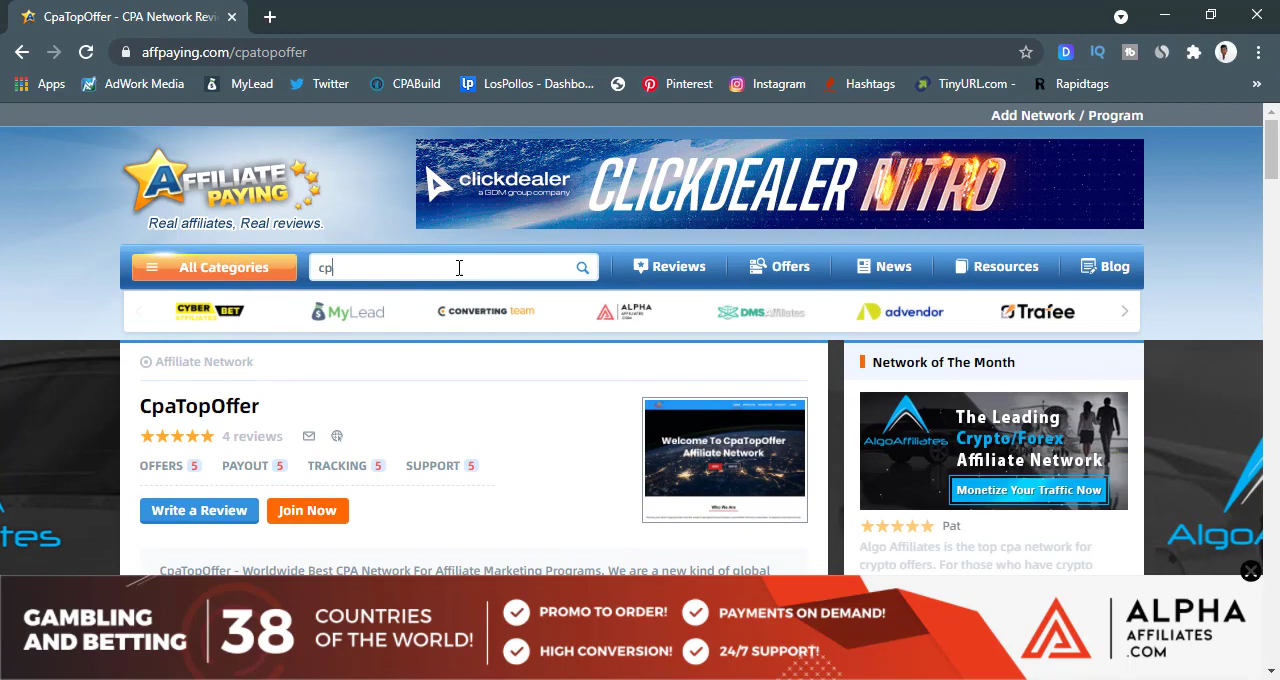 CpaTopOffer - CPA Network Revi
affpaying.com/cpatopoffer
Apps
AdWork Media
MyLead
Twitter
CPABuild
LosPollos - Dashbo...
Pinterest
Instagram
Hashtags
TinyURL.com -
Rapidtags
Add Network / Program
AFFILIATE
PAYING
Real affiliates, Real reviews.
clickdealer
a GDM group company
CLICKDEALER NITRO
All Categories
cp
Reviews
Offers
News
Resources
Blog
CYBER BET
AFFILIATES
MyLead
CONVERTING team
ALPHA
AFFILIATES
.COM
DMSAffiliates
advendor
Trafee
Affiliate Network
CpaTopOffer
4 reviews
OFFERS 5 PAYOUT 5 TRACKING 5 SUPPORT 5
Write a Review
Join Now
Welcome To CpaTopOffer
Affiliate Network
Who We Are
CpaTopOffer - Worldwide Best CPA Network For Affiliate Marketing Programs. We are a new kind of global
Network of The Month
AlgoAffiliates
The Leading
Crypto/Forex
Affiliate Network
Monetize Your Traffic Now
Pat
Algo Affiliates is the top cpa network for
crypto offers. For those who have crypto
tes
Algo
GAMBLING
AND BETTING
38
COUNTRIES
OF THE WORLD!
PROMO TO ORDER!
PAYMENTS ON DEMAND!
HIGH CONVERSION!
24/7 SUPPORT!
ALPHA
AFFILIATES
.COM